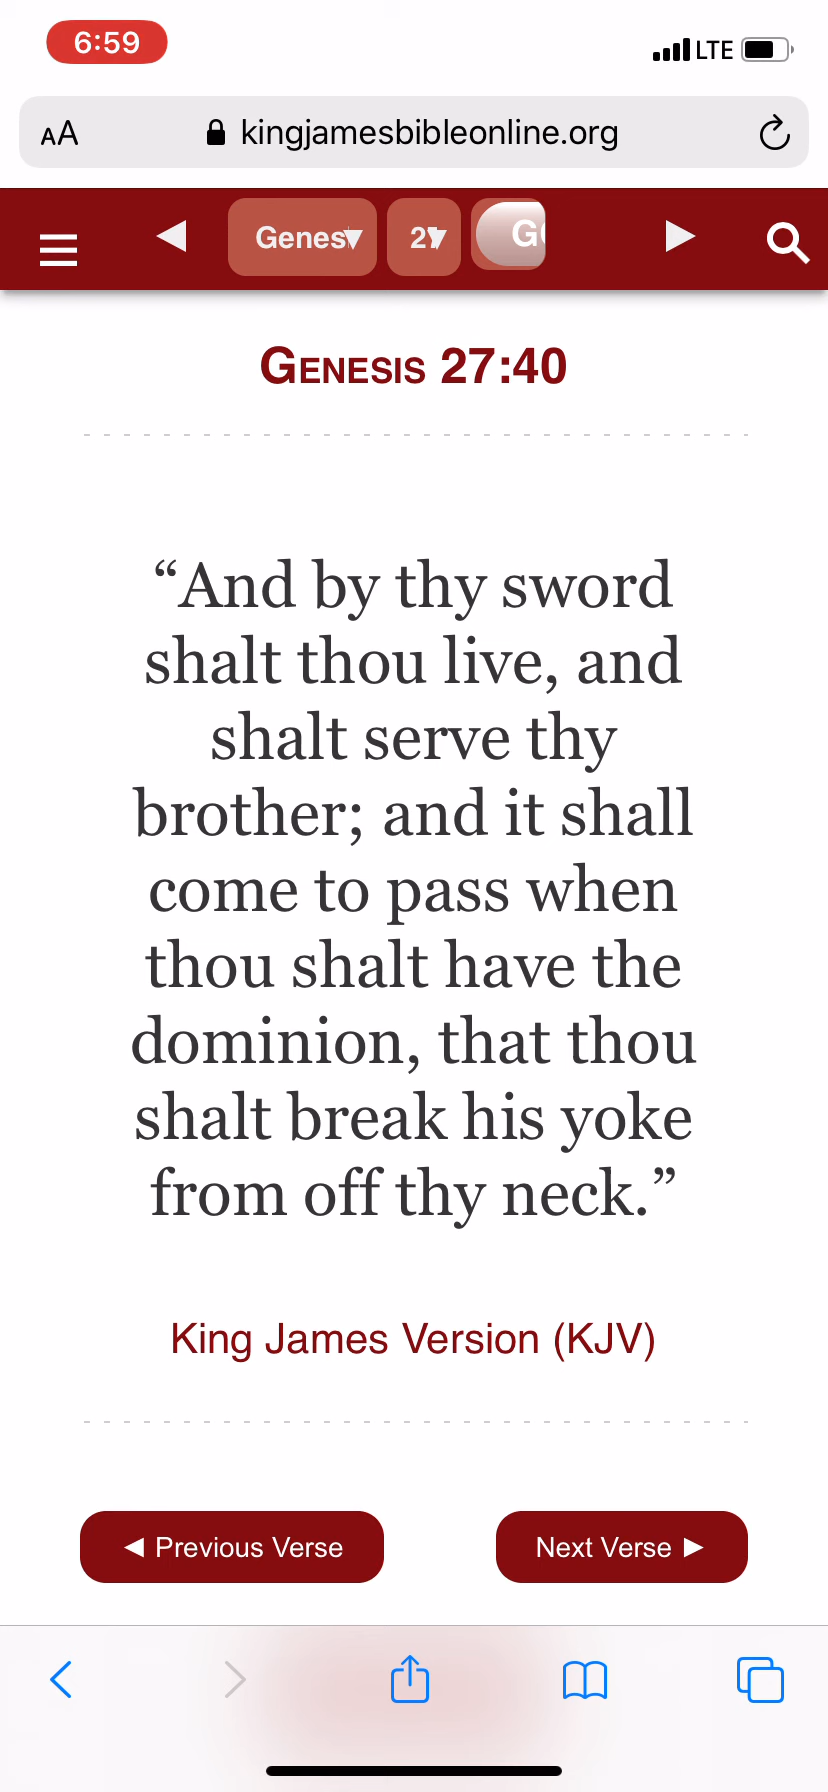 6:59
LTE
AA
kingjamesbibleonline.org
Genes
GENESIS 27:40
“And by thy sword
shalt thou live, and
shalt serve thy
brother; and it shall
come to pass when
thou shalt have the
dominion, that thou
shalt break his yoke
from off thy neck.”
King James Version (KJV)
◀ Previous Verse
Next Verse ▶